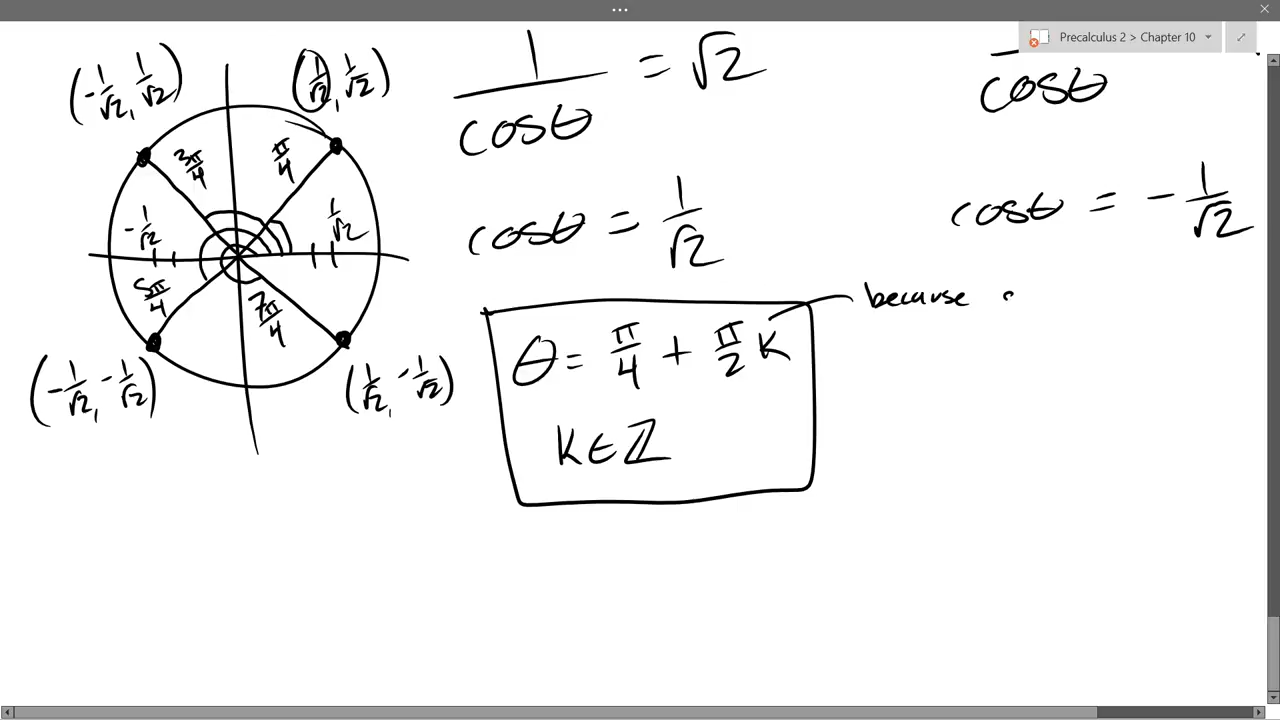 ...
Precalculus 2 > Chapter 10
(-1/√2, 1/√2)
(1/√2, 1/√2)
3π/4
π/4
-1/√2
1/√2
5π/4
7π/4
(-1/√2, -1/√2)
(1/√2, -1/√2)
1/cosθ = √2
cosθ = 1/√2
θ = π/4 + π/2 K
K∈ℤ
because
cosθ
cosθ = -1/√2